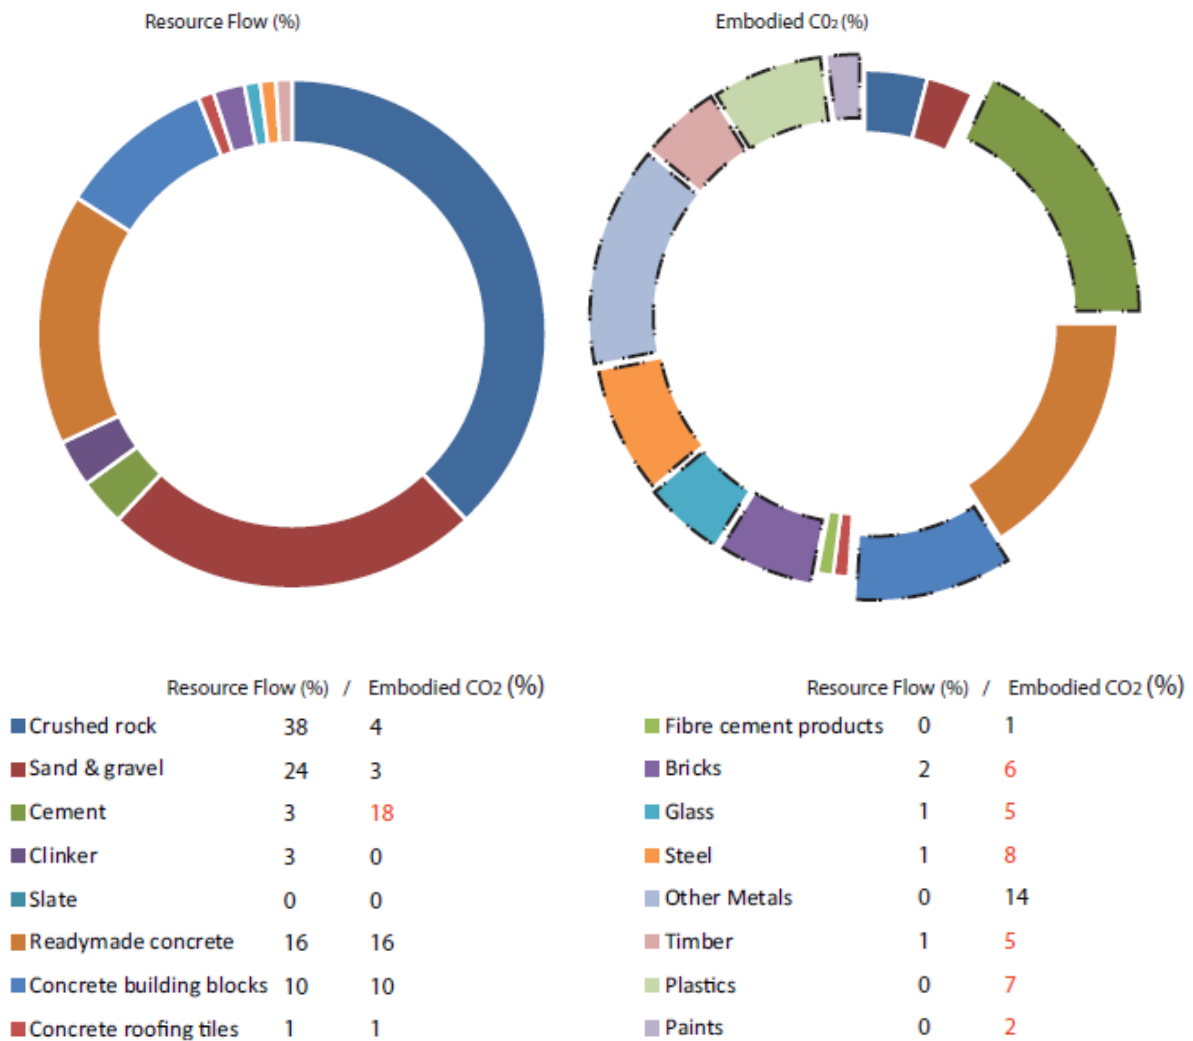 Resource Flow (%)
Embodied C02 (%)
Resource Flow (%) / Embodied CO2 (%)
Crushed rock 38 4
Sand & gravel 24 3
Cement 3 18
Clinker 3 0
Slate 0 0
Readymade concrete 16 16
Concrete building blocks 10 10
Concrete roofing tiles 1 1
Resource Flow (%) / Embodied CO2 (%)
Fibre cement products 0 1
Bricks 2 6
Glass 1 5
Steel 1 8
Other Metals 0 14
Timber 1 5
Plastics 0 7
Paints 0 2